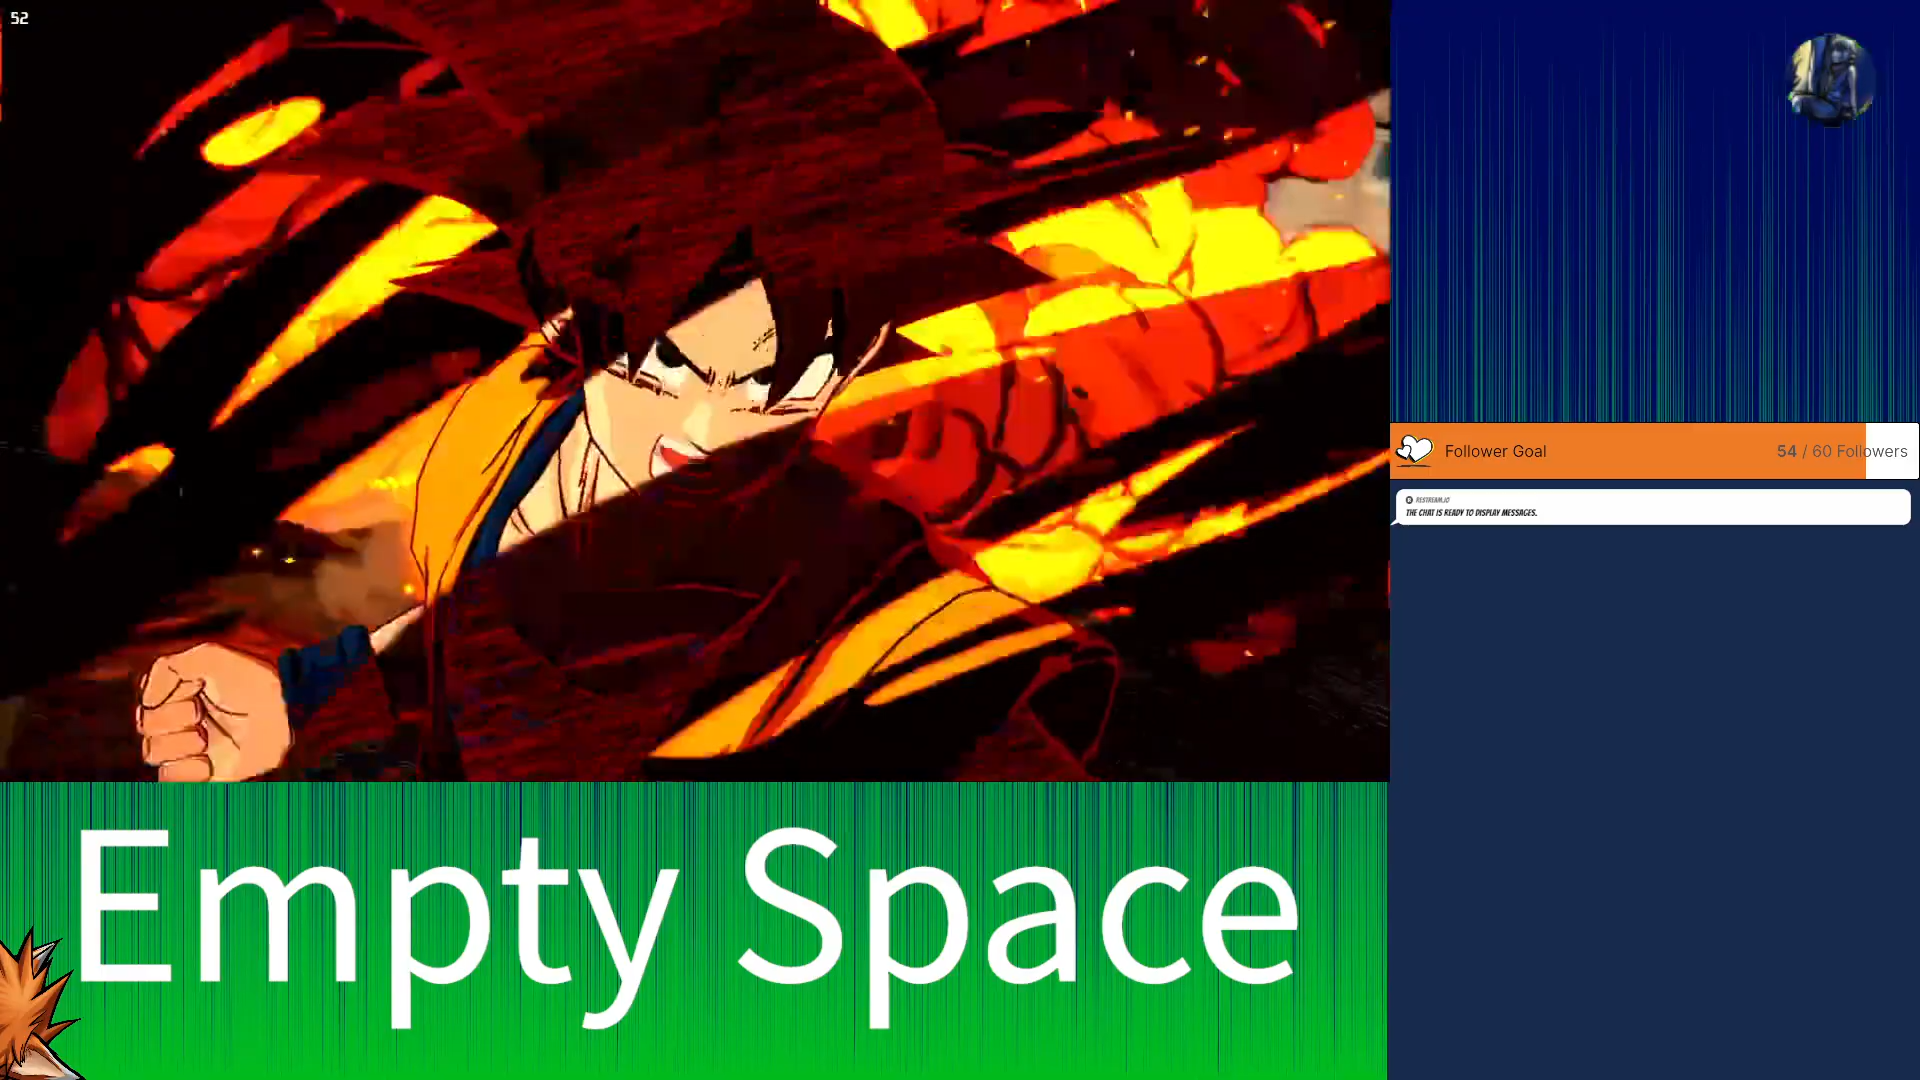 52
Follower Goal
54 / 60 Followers
RESTREAM.IO
THE CHAT IS READY TO DISPLAY MESSAGES.
Empty Space